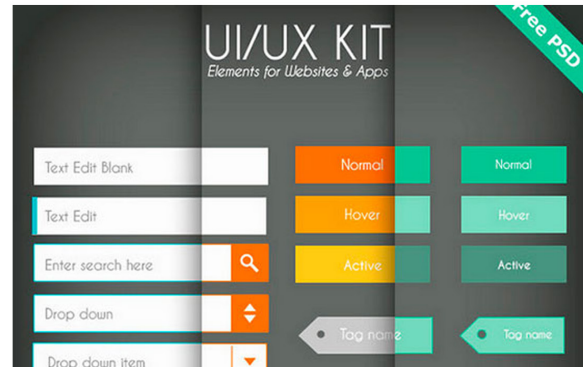 UI/UX KIT
Elements for Websites & Apps
Free PSD
Text Edit Blank
Normal
Normal
Text Edit
Hover
Hover
Enter search here
Active
Active
Drop down
Tag name
Tag name
Drop down item